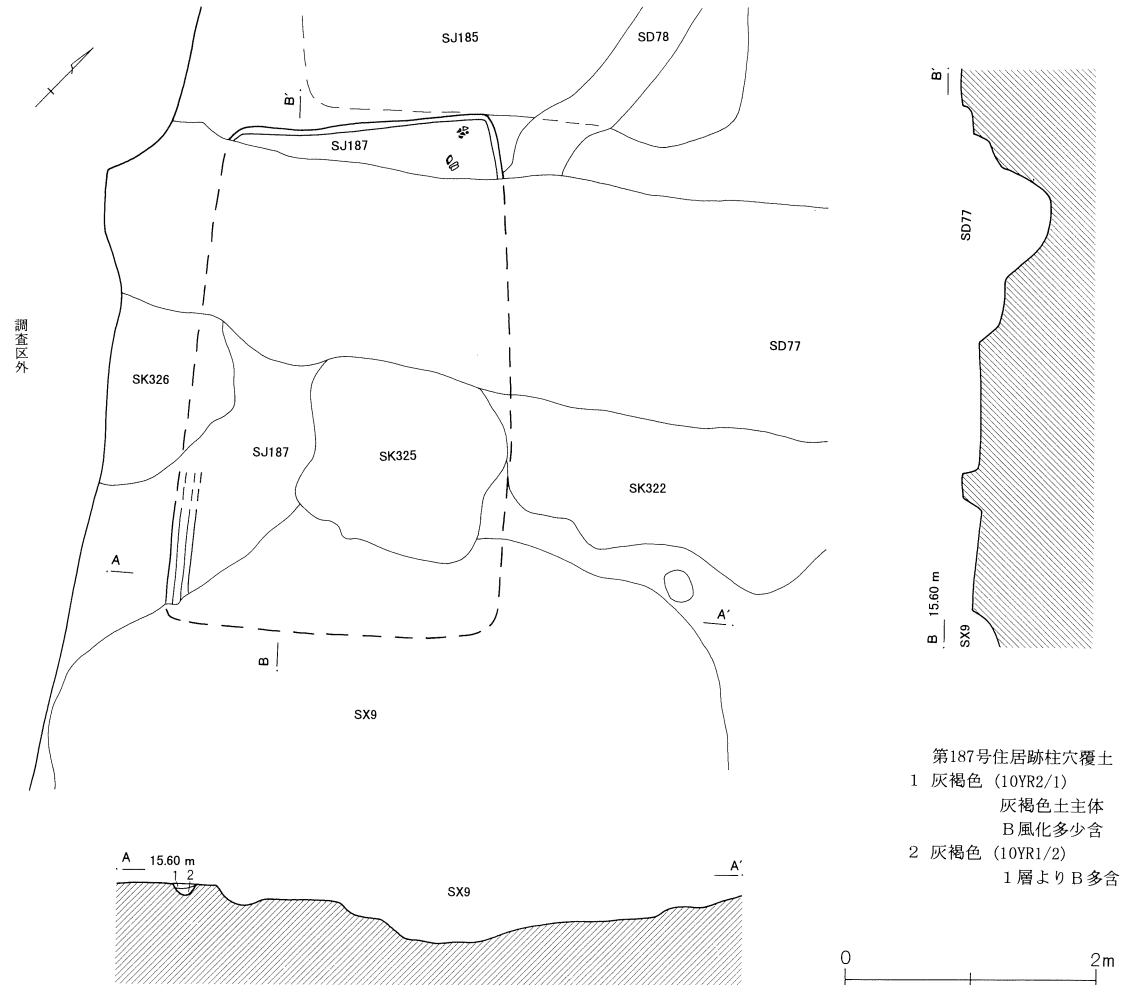 SJ185
SD78
B′
B′
SJ187
SD77
調査区外
SD77
SK326
SJ187
SK325
SK322
A
A′
B
B 15.60 m
SX9
SX9
第187号住居跡柱穴覆土
1 灰褐色 (10YR2/1)
灰褐色土主体
B風化多少含
2 灰褐色 (10YR1/2)
1層よりB多含
A 15.60 m
1 2
A′
SX9
0 2m